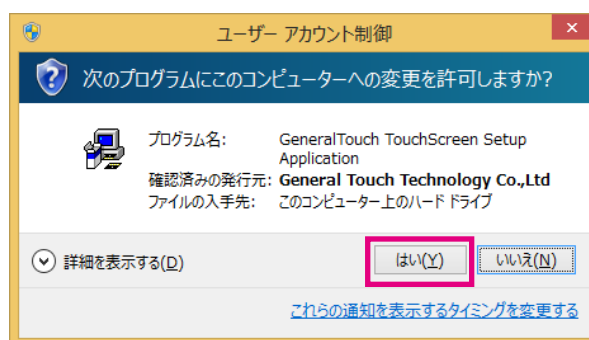 ユーザー アカウント制御
次のプログラムにこのコンピューターへの変更を許可しますか?
プログラム名: GeneralTouch TouchScreen Setup
Application
確認済みの発行元: General Touch Technology Co.,Ltd
ファイルの入手先: このコンピューター上のハード ドライブ
詳細を表示する(D) はい(Y) いいえ(N)
これらの通知を表示するタイミングを変更する